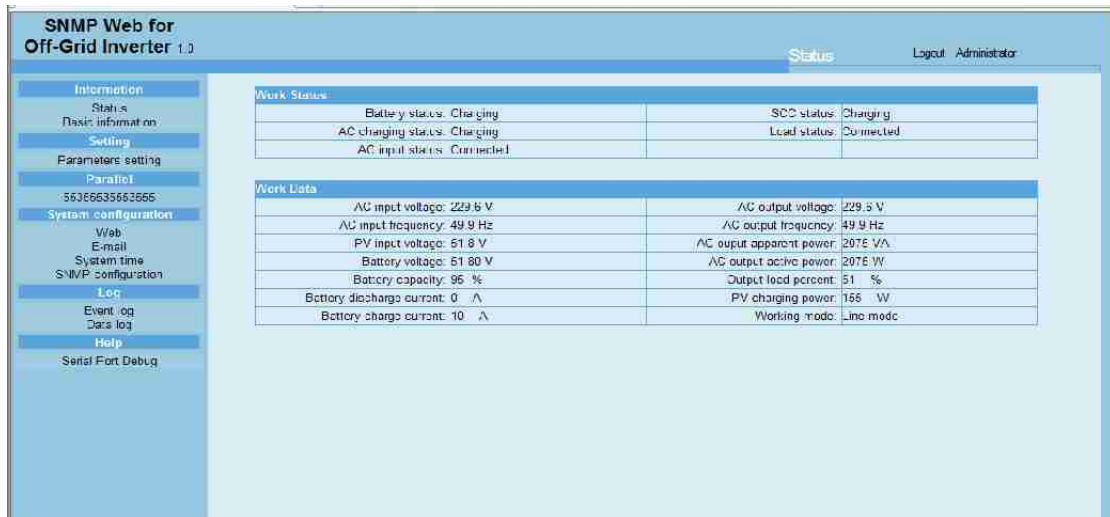 SNMP Web for
Off-Grid Inverter 1.0
Status
Logout Administrator
Information
Status
Basic information
Setting
Parameters setting
Parallel
System configuration
Web
E-mail
System time
SNMP configuration
Log
Event log
Data log
Help
Serial Port Debug
Work Status
Battery status: Charging SCC status: Charging
AC charging status: Charging Load status: Connected
AC input status: Connected
Work Data
AC input voltage: 229.6 V AC output voltage: 229.6 V
AC input frequency: 49.9 Hz AC output frequency: 49.9 Hz
PV input voltage: 51.8 V AC ouput apparent power: 2075 VA
Battery voltage: 51.80 V AC output active power: 2075 W
Battery capacity: 95 % Output load percent: 51 %
Battery discharge current: 0 A PV charging power: 155 W
Battery charge current: 10 A Working mode: Line mode